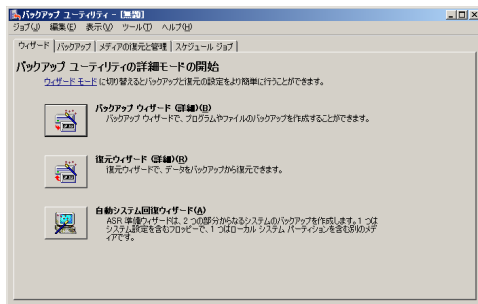 バックアップ ユーティリティ - [無題]
ジョブ(J) 編集(E) 表示(V) ツール(T) ヘルプ(H)
ウィザード バックアップ メディアの復元と管理 スケジュール ジョブ
バックアップ ユーティリティの詳細モードの開始
ウィザード モード に切り替えるとバックアップと復元の設定をより簡単に行うことができます。
バックアップ ウィザード (詳細)(B)
バックアップ ウィザードで、プログラムやファイルのバックアップを作成することができます。
復元ウィザード (詳細)(R)
復元ウィザードで、データをバックアップから復元できます。
自動システム回復ウィザード(A)
ASR 準備ウィザードは、2 つの部分からなるシステムのバックアップを作成します。1 つは
システム設定を含むフロッピーで、1 つはローカル システム パーティションを含む別のメデ
ィアです。